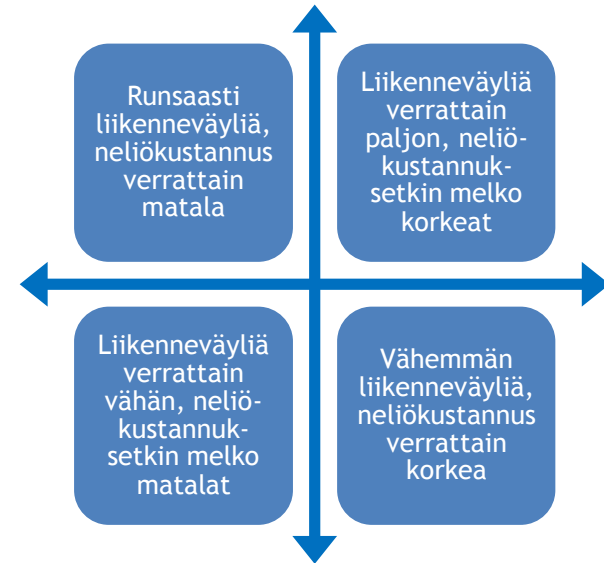 Runsaasti
liikenneväyliä,
neliökustannus
verrattain
matala
Liikenneväyliä
verrattain
paljon, neliö-
kustannuk-
setkin melko
korkeat
Liikenneväyliä
verrattain
vähän, neliö-
kustannuk-
setkin melko
matalat
Vähemmän
liikenneväyliä,
neliökustannus
verrattain
korkea